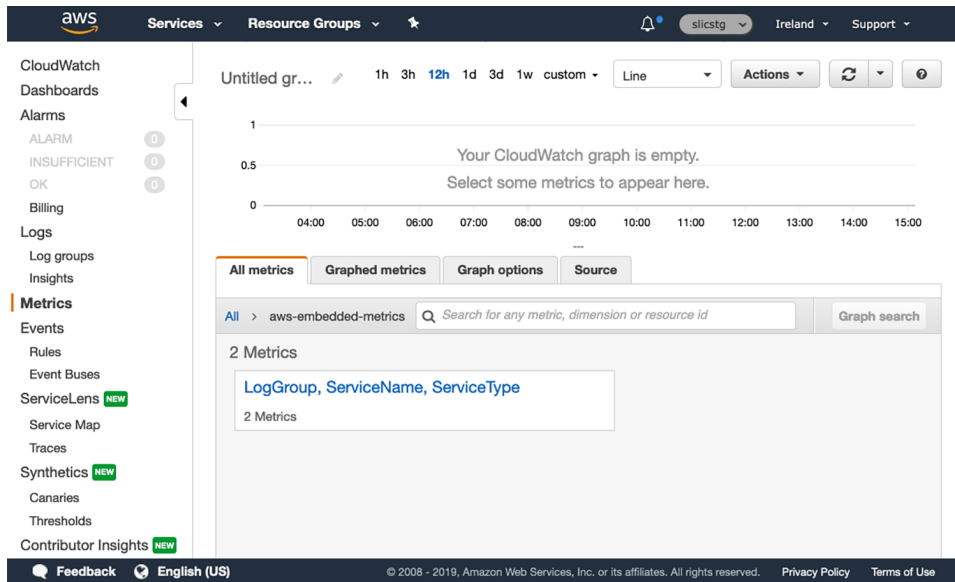 aws
Services
Resource Groups
slicstg
Ireland
Support
CloudWatch
Dashboards
Alarms
ALARM 0
INSUFFICIENT 0
OK 0
Billing
Logs
Log groups
Insights
Metrics
Events
Rules
Event Buses
ServiceLens NEW
Service Map
Traces
Synthetics NEW
Canaries
Thresholds
Contributor Insights NEW
Untitled gr...
1h 3h 12h 1d 3d 1w custom
Line
Actions
?
1
Your CloudWatch graph is empty.
0.5
Select some metrics to appear here.
0
04:00 05:00 06:00 07:00 08:00 09:00 10:00 11:00 12:00 13:00 14:00 15:00
---
All metrics
Graphed metrics
Graph options
Source
All > aws-embedded-metrics
Search for any metric, dimension or resource id
Graph search
2 Metrics
LogGroup, ServiceName, ServiceType
2 Metrics
Feedback
English (US)
© 2008 - 2019, Amazon Web Services, Inc. or its affiliates. All rights reserved.
Privacy Policy
Terms of Use